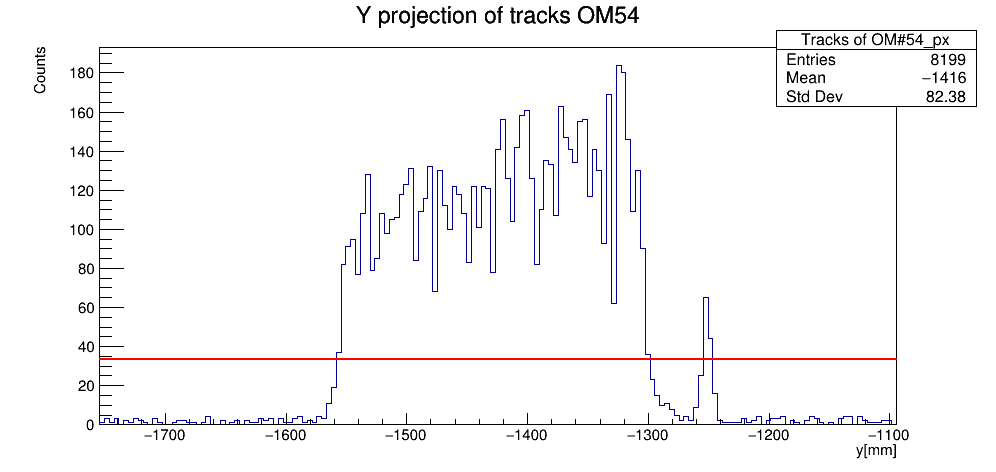 Y projection of tracks OM54
Tracks of OM#54_px
Entries 8199
Mean −1416
Std Dev 82.38
Counts
180
160
140
120
100
80
60
40
20
0
−1700 −1600 −1500 −1400 −1300 −1200 −1100
y[mm]